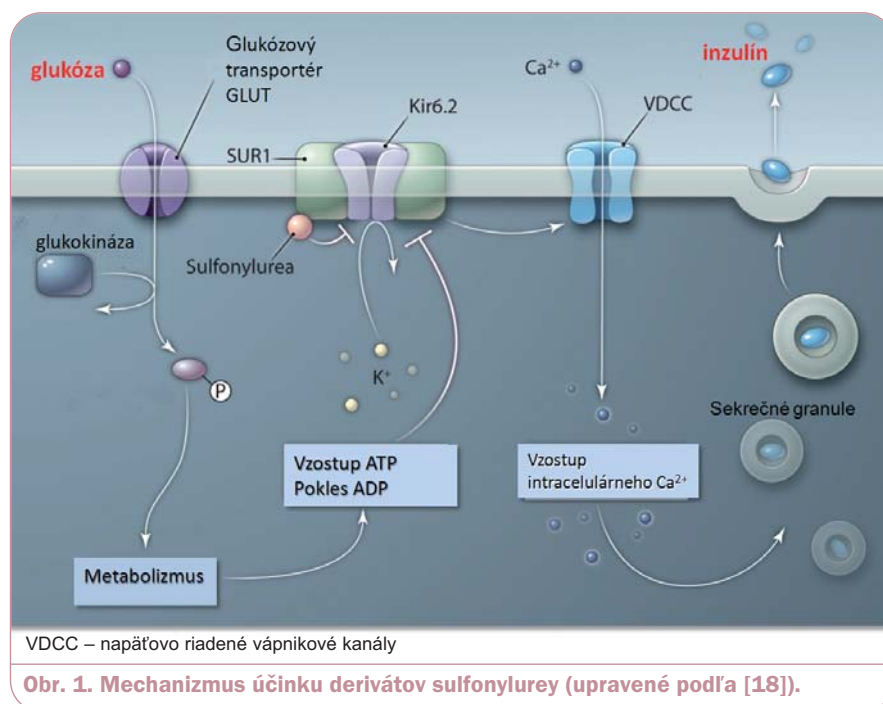 glukóza
Glukózový
transportér
GLUT
SUR1
Kir6.2
Ca²⁺
VDCC
inzulín
glukokináza
Sulfonylurea
P
K⁺
Sekrečné granule
Vzostup ATP
Pokles ADP
Vzostup
intracelulárneho Ca²⁺
Metabolizmus
VDCC – napäťovo riadené vápnikové kanály
Obr. 1. Mechanizmus účinku derivátov sulfonylurey (upravené podľa [18]).